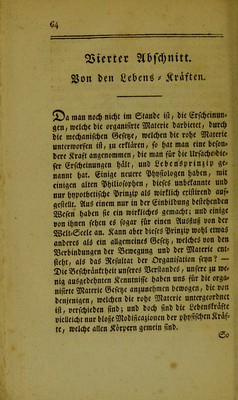 64
Vierter Abschnitt.
Von den Lebens-Kräften.
Da man noch nicht im Stande ist, die Erscheinun-
gen, welche die organisirte Materie darbietet, durch
die mechanischen Gesetze, welchen die rohe Materie
unterworfen ist, zu erklären, so hat man eine beson-
dere Kraft angenommen, die man für die Ursache die-
ser Erscheinungen hält, und Lebensprinzip ge-
nannt hat. Einige neuere Physiologen haben, mit
einigen alten Philosophen, dieses unbekannte und
nur hypothetische Prinzip als wirklich existirend auf-
gestellt. Aus einem nur in der Einbildung bestehenden
Wesen haben sie ein wirkliches gemacht; und einige
von ihnen sehen es sogar für einen Ausfluß von der
Welt-Seele an. Kann aber dieses Prinzip wohl etwas
anderes als ein allgemeines Gesetz, welches von den
Verbindungen der Bewegung und der Materie ent-
steht, als das Resultat der Organisation seyn? —
Die Beschränktheit unseres Verstandes, unsere zu we-
nig ausgedehnten Kenntnisse haben uns für die orga-
nisirte Materie Gesetze anzunehmen bewogen, die von
denjenigen, welchen die rohe Materie untergeordnet
ist, verschieden sind; und doch sind die Lebenskräfte
vielleicht nur bloße Modificazionen der physischen Kräf-
te, welche allen Körpern gemein sind.
So